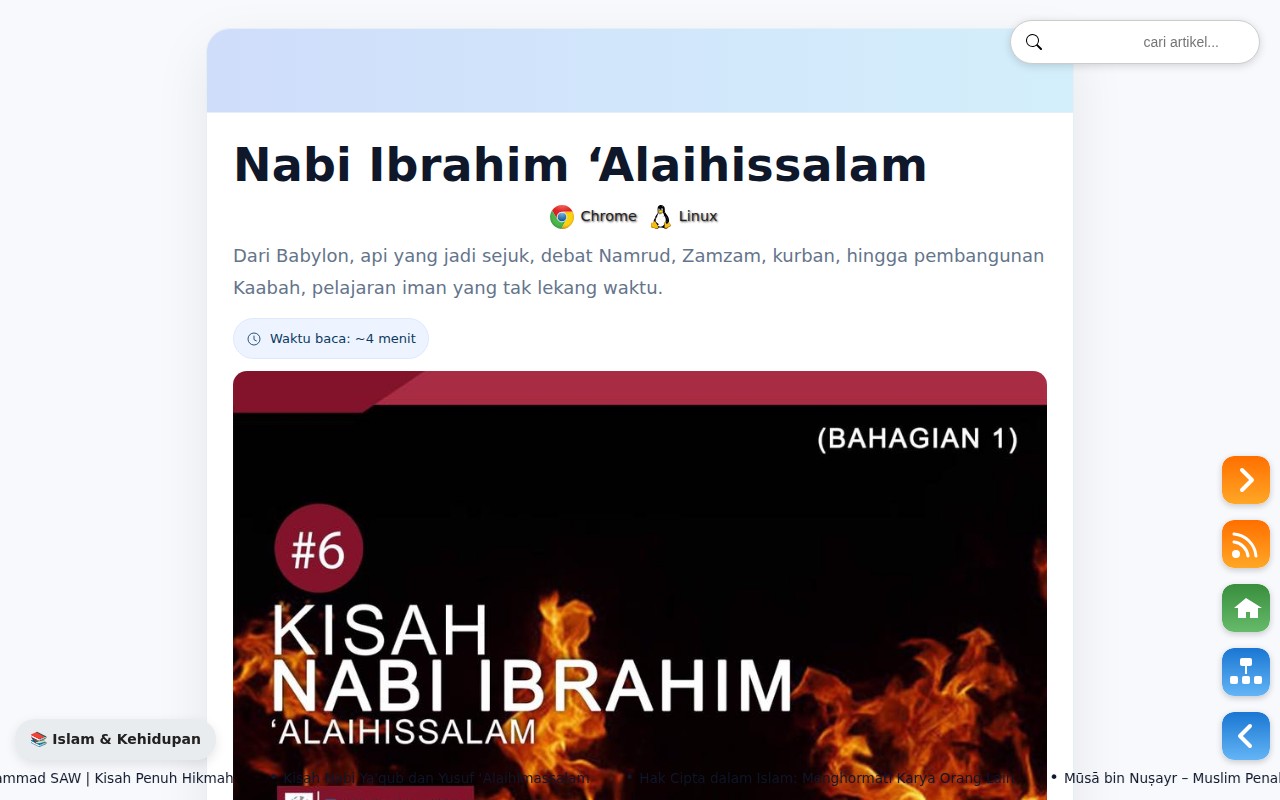 cari artikel...
Nabi Ibrahim ‘Alaihissalam
Chrome Linux
Dari Babylon, api yang jadi sejuk, debat Namrud, Zamzam, kurban, hingga pembangunan
Kaabah, pelajaran iman yang tak lekang waktu.
Waktu baca: ~4 menit
(BAHAGIAN 1)
#6
KISAH
NABI IBRAHIM
‘ALAIHISSALAM
📚 Islam & Kehidupan
ammad SAW | Kisah Penuh Hikmah • Kisah Nabi Ya‘qub dan Yusuf ‘Alaihimassalam • Hak Cipta dalam Islam: Menghormati Karya Orang Lain • Mūsā bin Nuṣayr – Muslim Penal